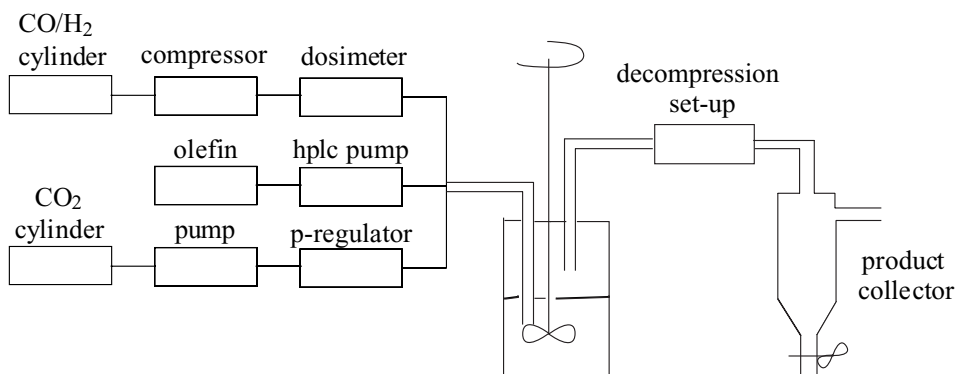 CO/H2
cylinder
compressor
dosimeter
decompression
set-up
olefin
hplc pump
CO2
cylinder
pump
p-regulator
product
collector